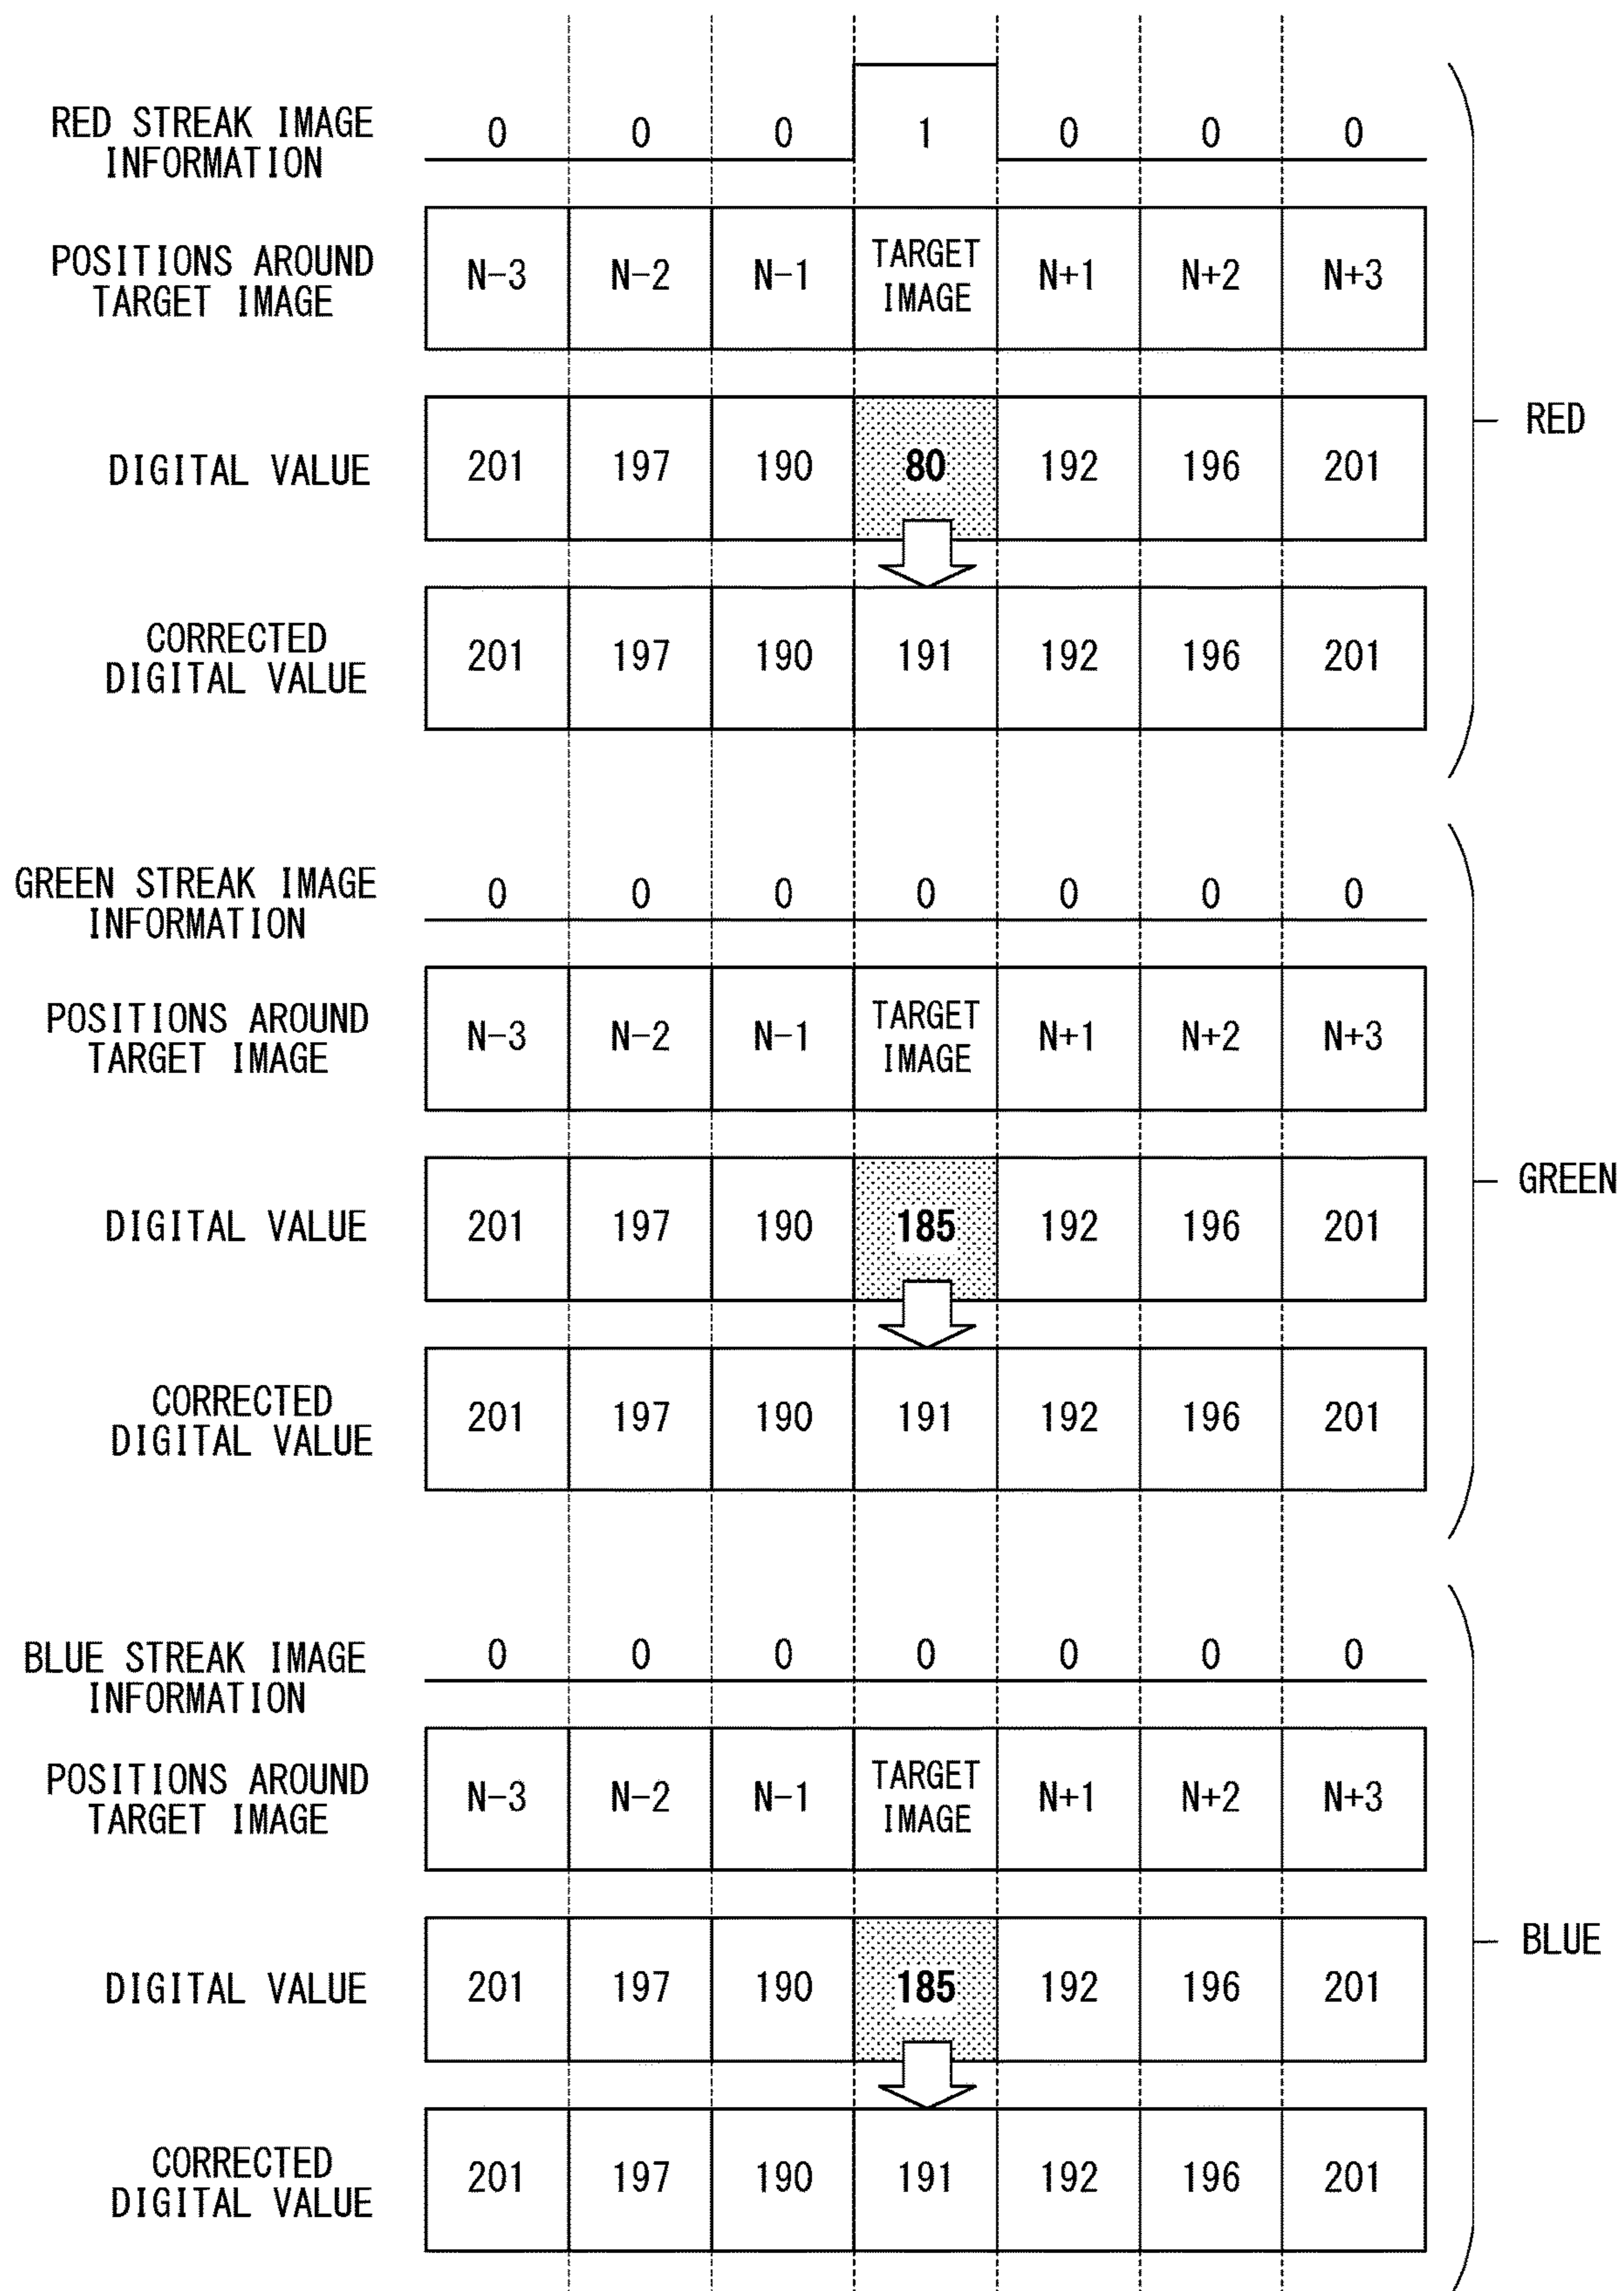 RED STREAK IMAGE
INFORMATION
0 0 0 1 0 0 0
POSITIONS AROUND
TARGET IMAGE
N-3 N-2 N-1 TARGET IMAGE N+1 N+2 N+3
DIGITAL VALUE
201 197 190 80 192 196 201
CORRECTED
DIGITAL VALUE
201 197 190 191 192 196 201
RED
GREEN STREAK IMAGE
INFORMATION
0 0 0 0 0 0 0
POSITIONS AROUND
TARGET IMAGE
N-3 N-2 N-1 TARGET IMAGE N+1 N+2 N+3
DIGITAL VALUE
201 197 190 185 192 196 201
CORRECTED
DIGITAL VALUE
201 197 190 191 192 196 201
GREEN
BLUE STREAK IMAGE
INFORMATION
0 0 0 0 0 0 0
POSITIONS AROUND
TARGET IMAGE
N-3 N-2 N-1 TARGET IMAGE N+1 N+2 N+3
DIGITAL VALUE
201 197 190 185 192 196 201
CORRECTED
DIGITAL VALUE
201 197 190 191 192 196 201
BLUE